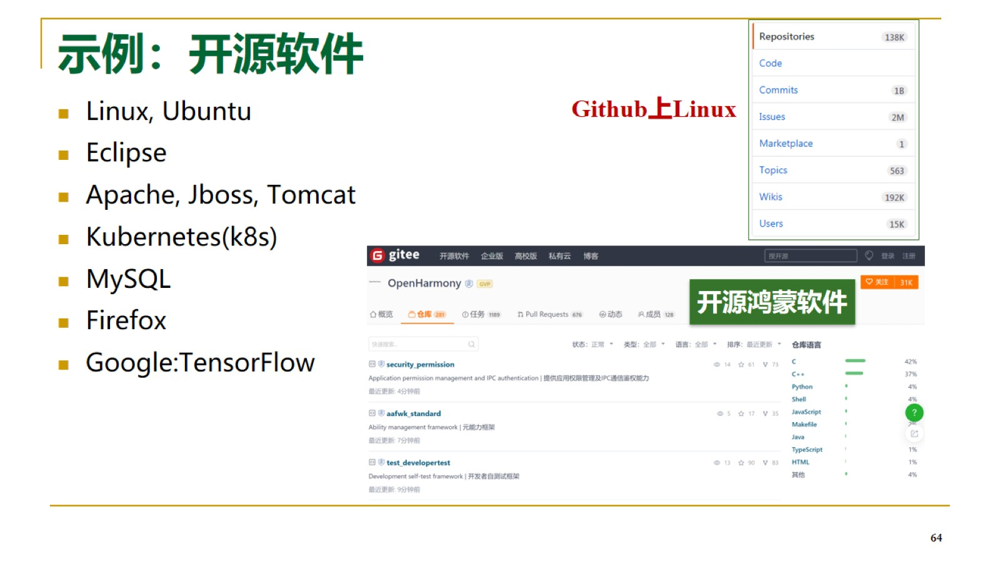 示例：开源软件
Linux, Ubuntu
Eclipse
Apache, Jboss, Tomcat
Kubernetes(k8s)
MySQL
Firefox
Google:TensorFlow
Github上Linux
Repositories 138K
Code
Commits 1B
Issues 2M
Marketplace 1
Topics 563
Wikis 192K
Users 15K
gitee 开源软件 企业版 高校版 私有云 博客 搜开源 登录 注册
OpenHarmony GVP
开源鸿蒙软件
关注 31K
概览 仓库 281 任务 1189 Pull Requests 676 动态 成员 128
快速搜索... 状态: 正常 类型: 全部 语言: 全部 排序: 最近更新
security_permission 14 61 73
Application permission management and IPC authentication | 提供应用权限管理及IPC通信鉴权能力
最近更新: 4分钟前
aafwk_standard 5 17 35
Ability management framework | 元能力框架
最近更新: 7分钟前
test_developertest 13 90 83
Development self-test framework | 开发者自测试框架
最近更新: 9分钟前
仓库语言
C 42%
C++ 37%
Python 4%
Shell 4%
JavaScript
Makefile
Java
TypeScript 1%
HTML 1%
其他 4%
?
64